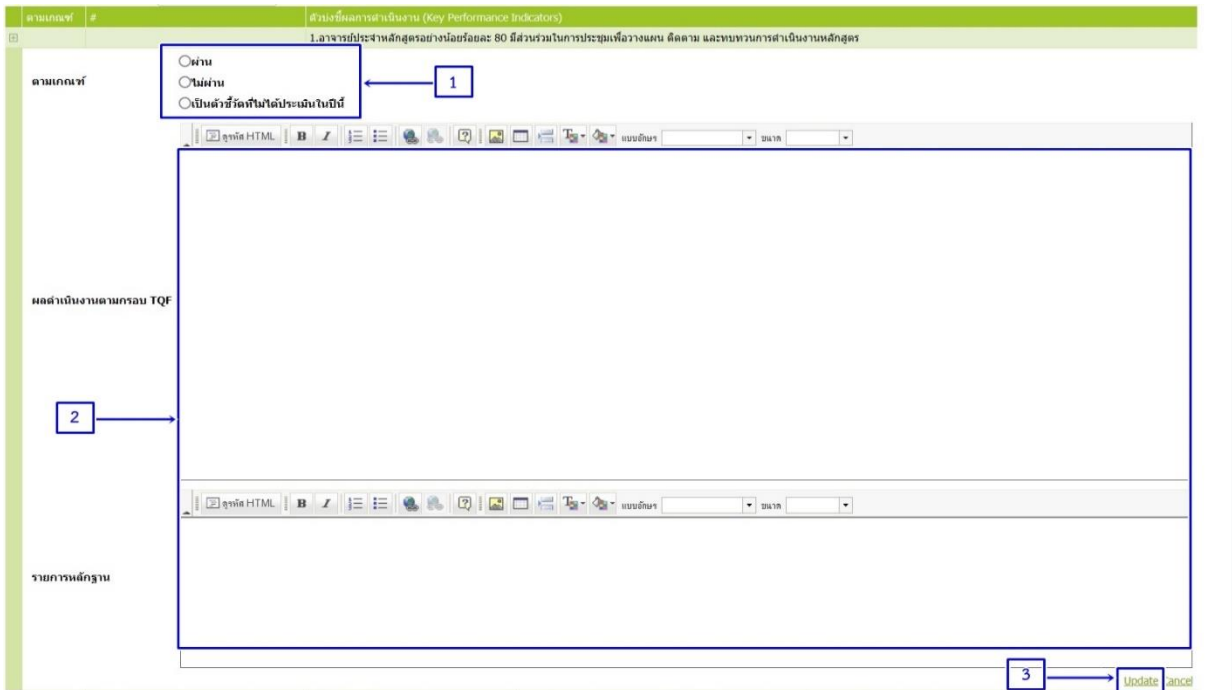 ตามเกณฑ์ # ตัวบ่งชี้ผลการดำเนินงาน (Key Performance Indicators)
1.อาจารย์ประจำหลักสูตรอย่างน้อยร้อยละ 80 มีส่วนร่วมในการประชุมเพื่อวางแผน ติดตาม และทบทวนการดำเนินงานหลักสูตร
ตามเกณฑ์
ผ่าน
ไม่ผ่าน
เป็นตัวชี้วัดที่ไม่ได้ประเมินในปีนี้
1
ดูรหัส HTML B I แบบอักษร ขนาด
ผลดำเนินงานตามกรอบ TQF
2
ดูรหัส HTML B I แบบอักษร ขนาด
รายการหลักฐาน
3
Update Cancel